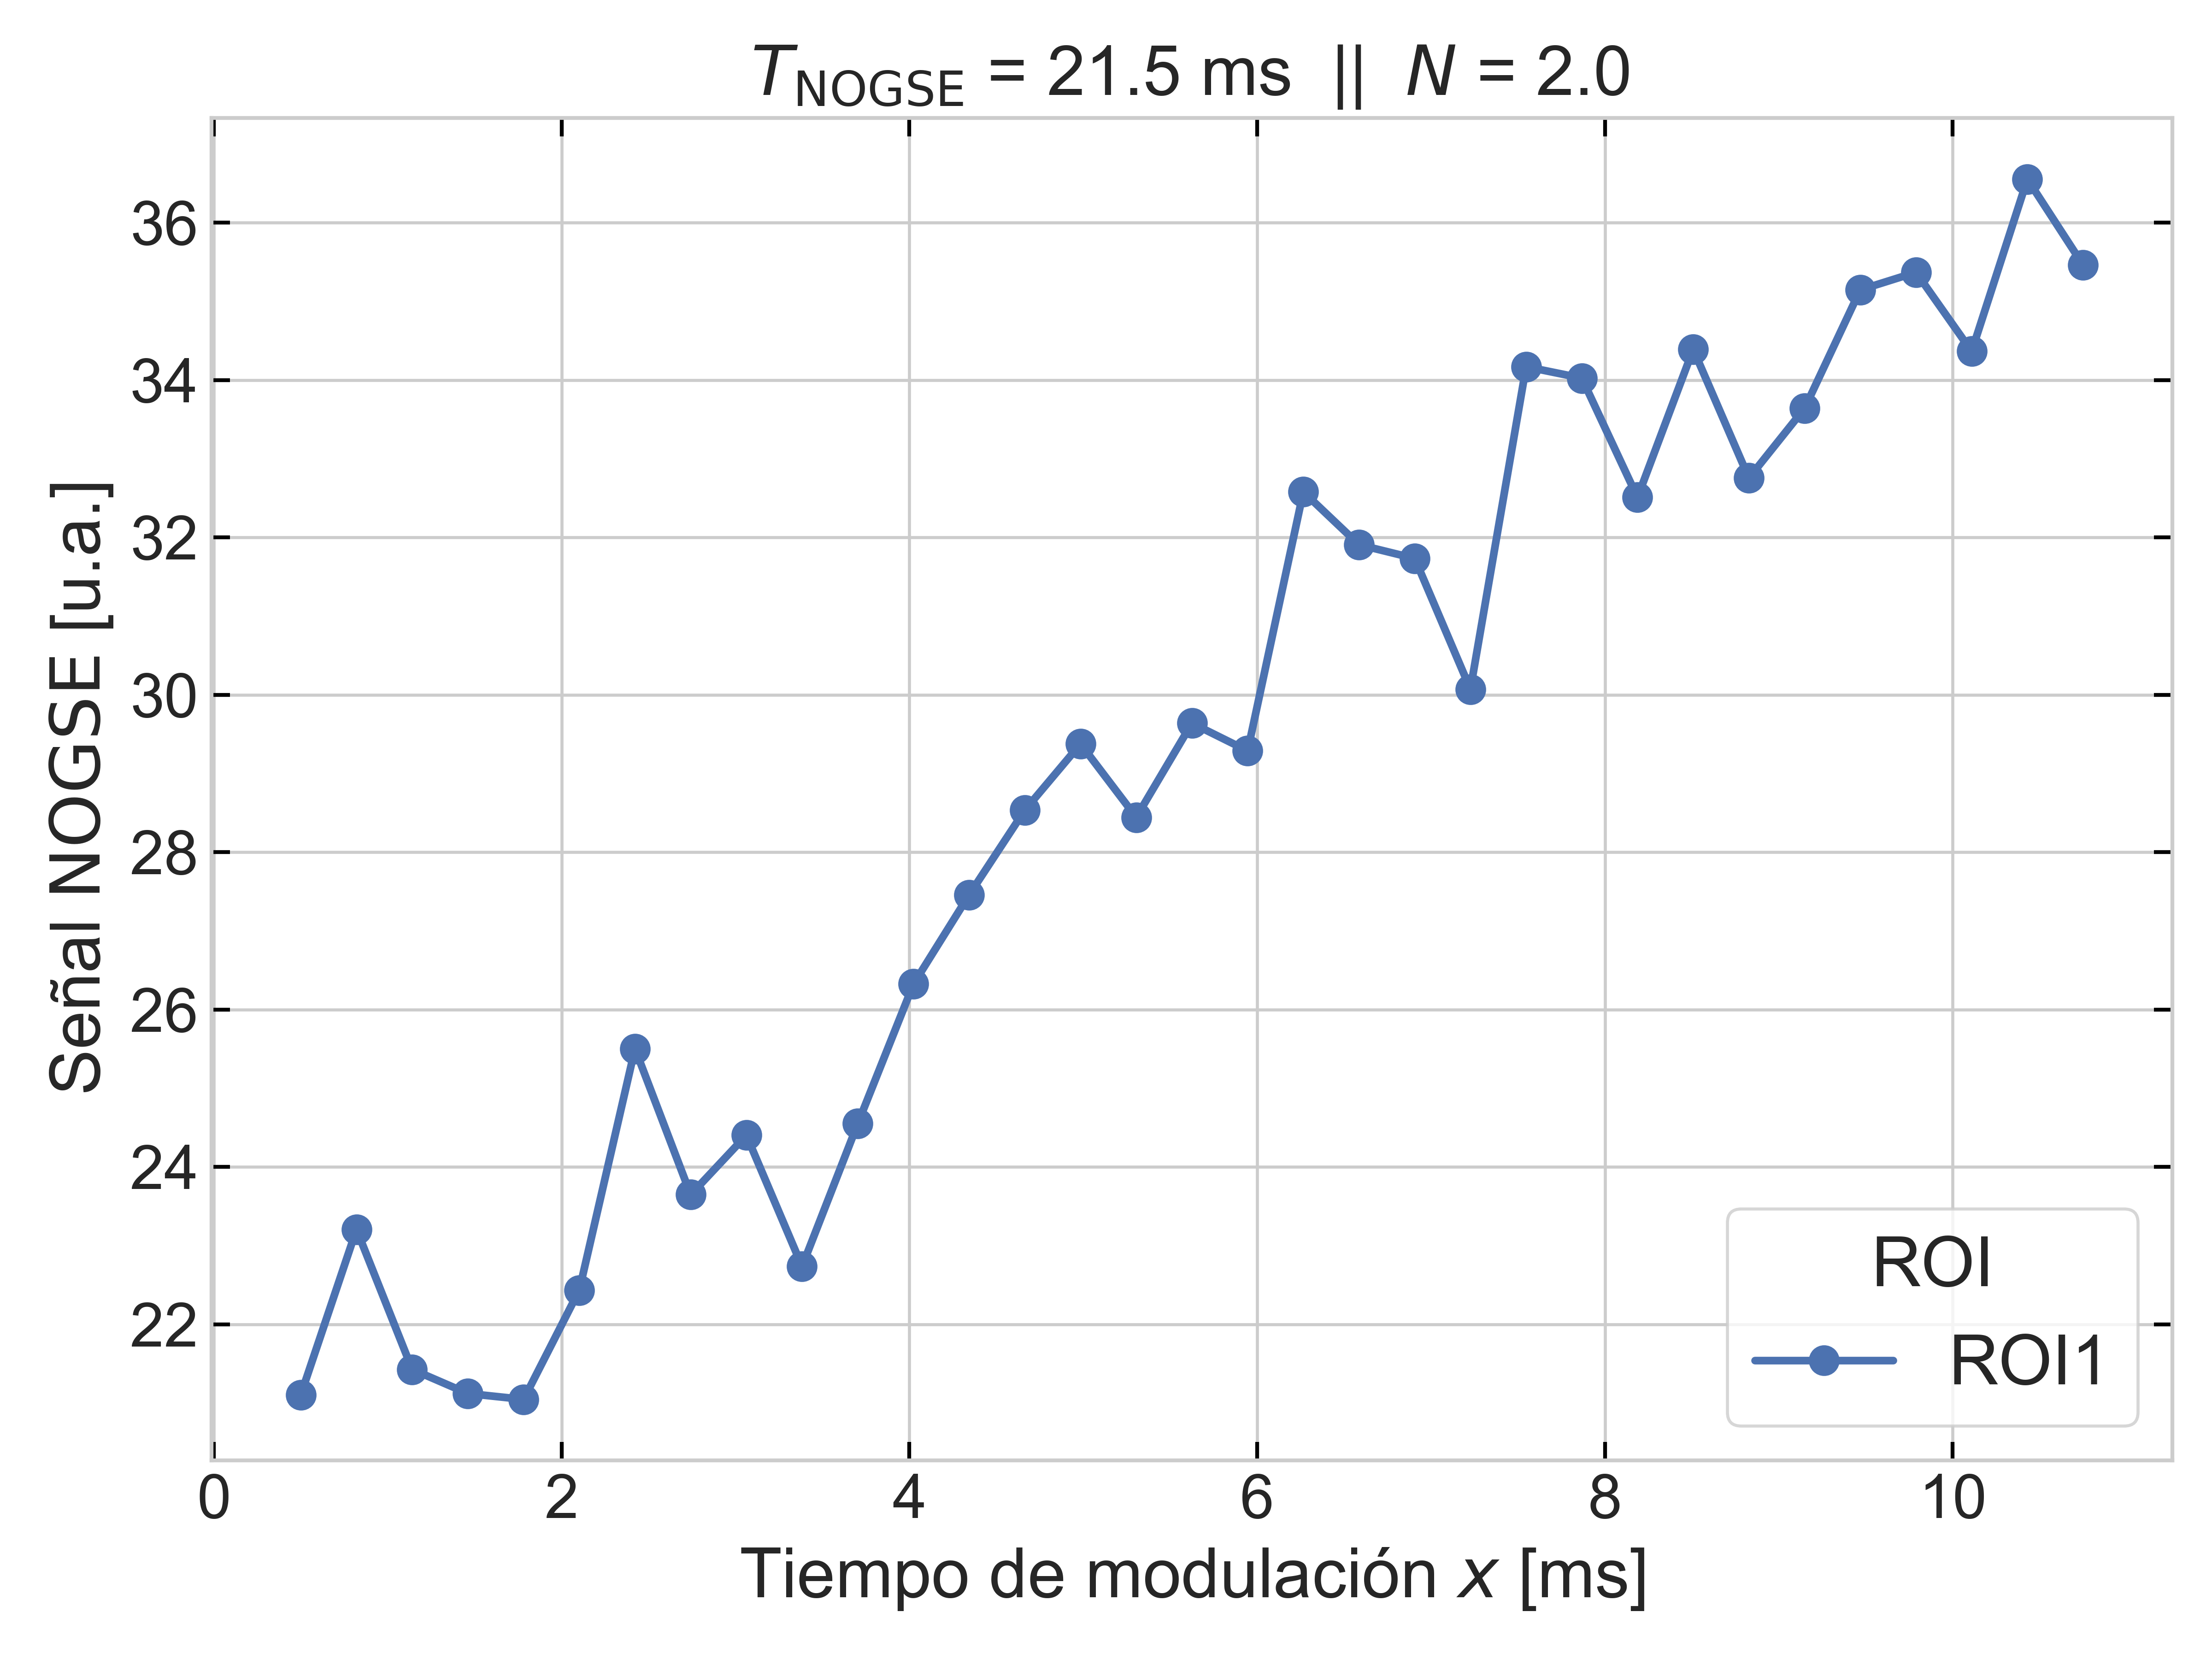 T_NOGSE = 21.5 ms || N = 2.0
Señal NOGSE [u.a.]
36
34
32
30
28
26
24
22
ROI
ROI1
0 2 4 6 8 10
Tiempo de modulación x [ms]